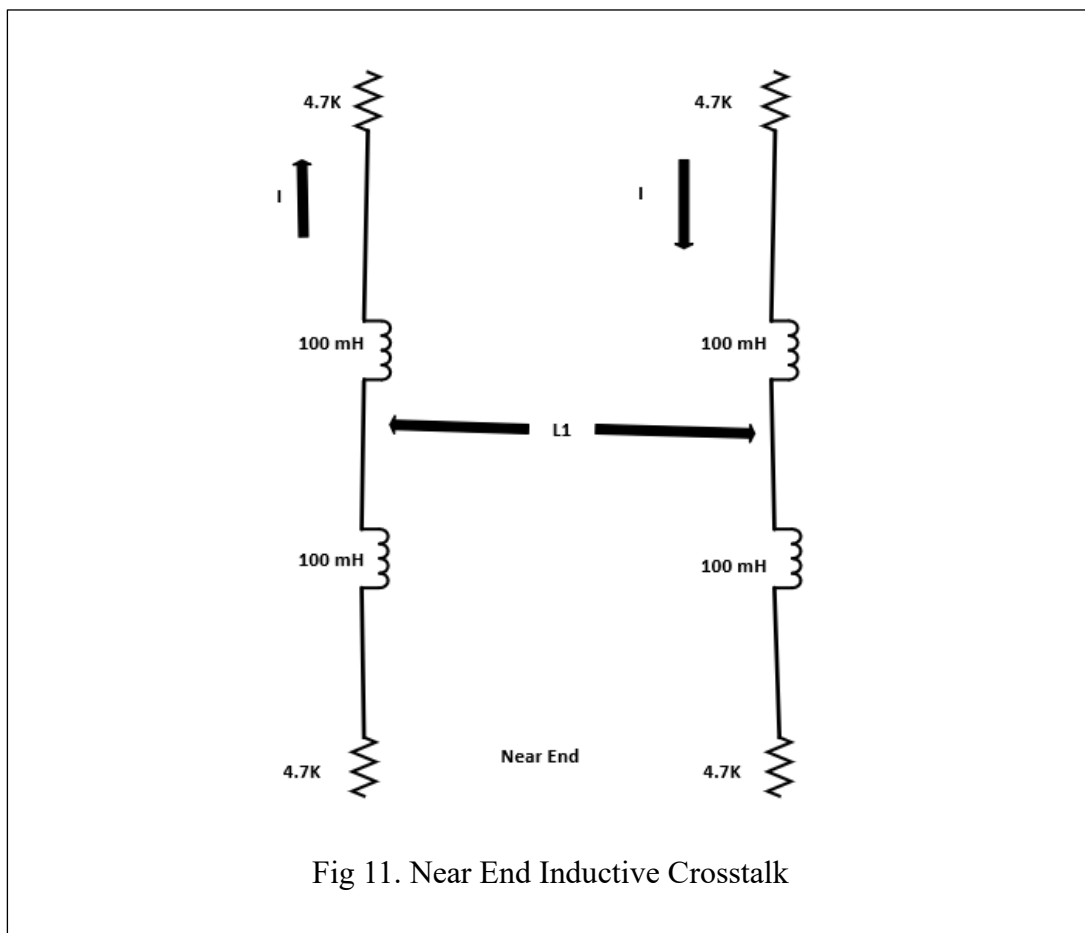 4.7K
4.7K
I
I
100 mH
100 mH
L1
100 mH
100 mH
Near End
4.7K
4.7K
Fig 11. Near End Inductive Crosstalk